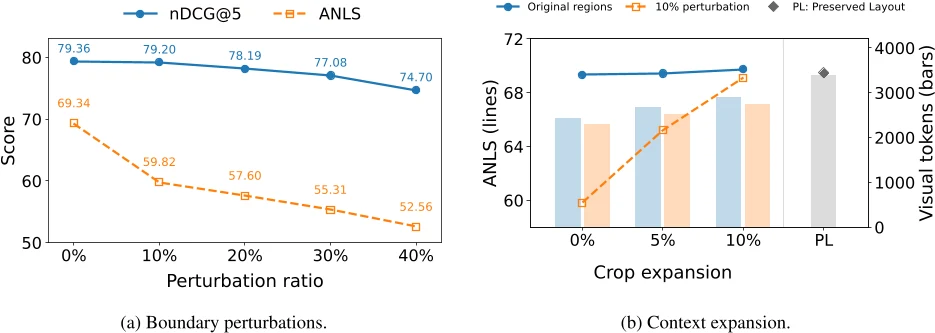 nDCG@5 ANLS
Score
80
70
60
50
79.36 79.20 78.19 77.08 74.70
69.34 59.82 57.60 55.31 52.56
0% 10% 20% 30% 40%
Perturbation ratio
(a) Boundary perturbations.
Original regions 10% perturbation PL: Preserved Layout
ANLS (lines)
72
68
64
60
4000
3000
2000
1000
0
Visual tokens (bars)
0% 5% 10% PL
Crop expansion
(b) Context expansion.